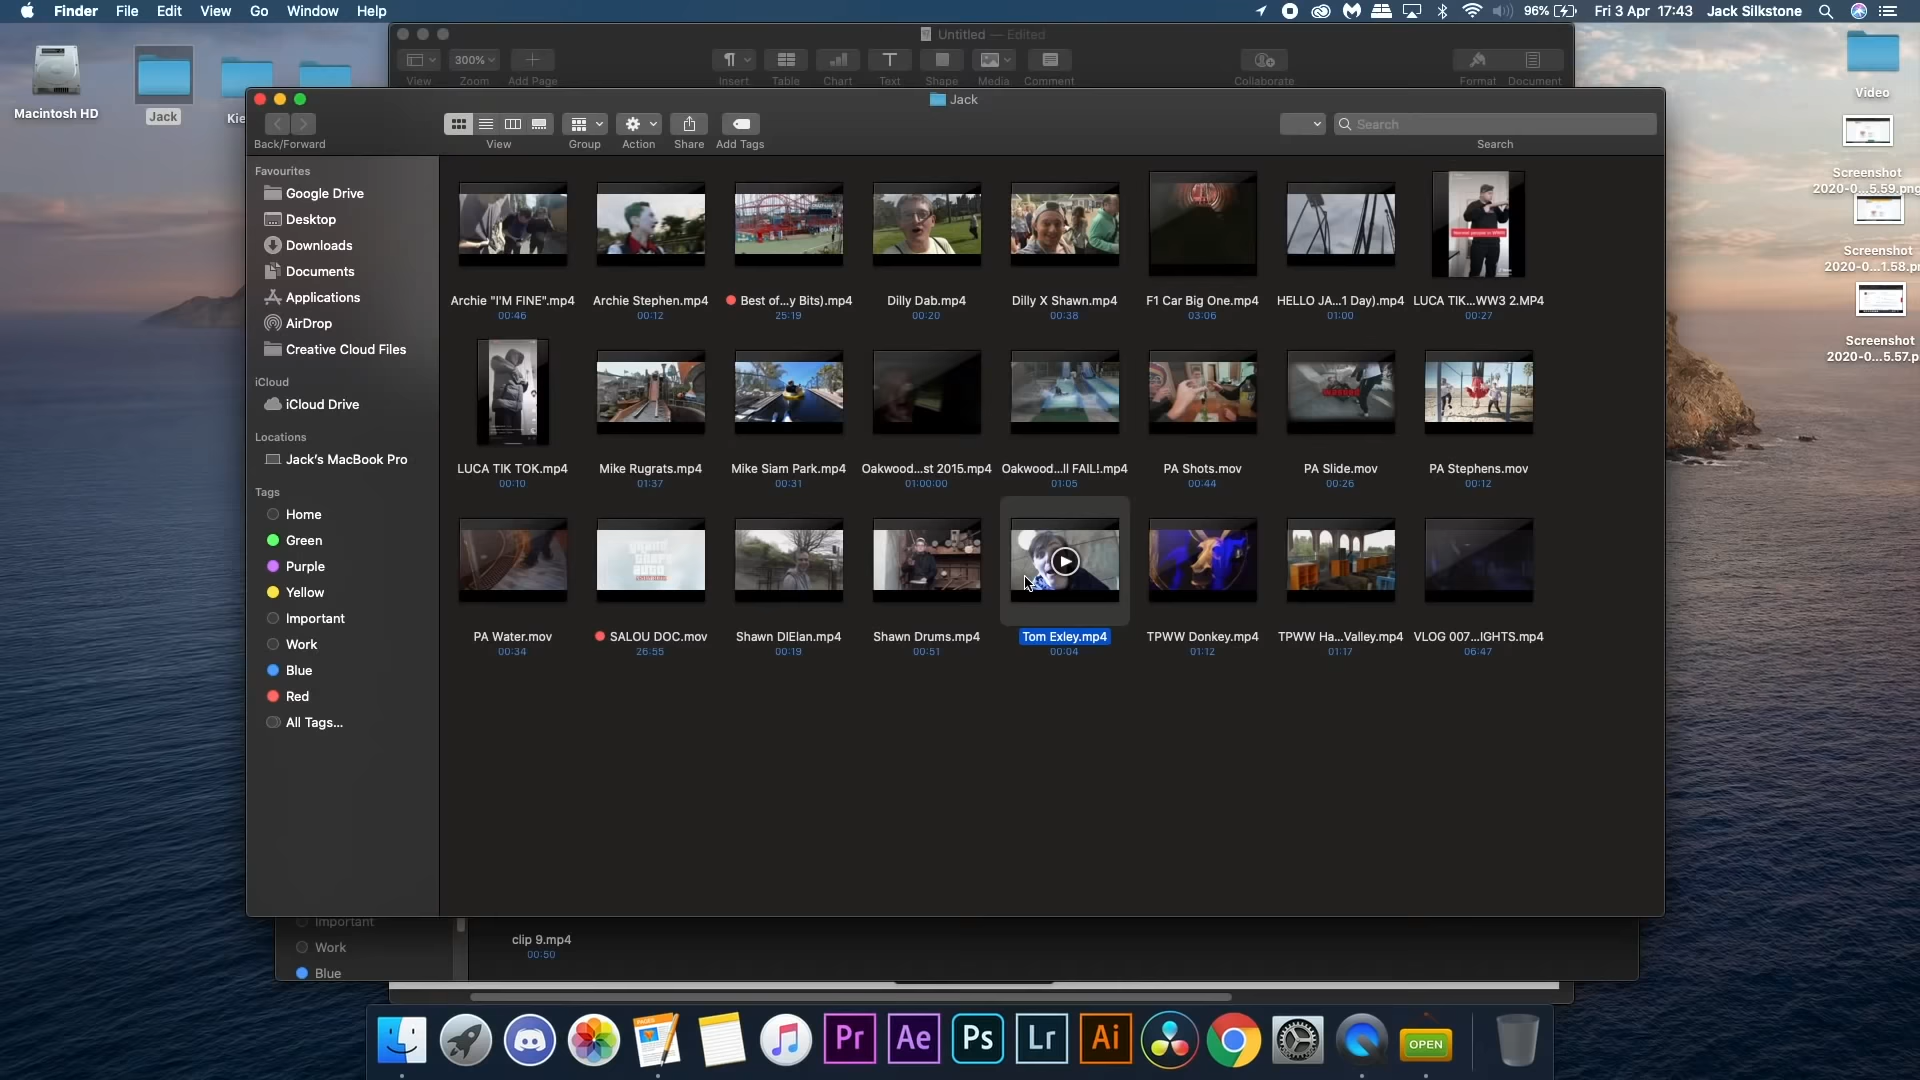 Finder File Edit View Go Window Help
96% Fri 3 Apr 17:43 Jack Silkstone
Untitled — Edited
300%
View Zoom Add Page Insert Table Chart Text Shape Media Comment Collaborate Format Document
Macintosh HD
Jack
Kie
Video
Screenshot
2020-0...5.59.png
Screenshot
Screenshot
Jack
Back/Forward View Group Action Share Add Tags
Search
Search
Favourites
Google Drive
Desktop
Downloads
Documents
Applications
AirDrop
Creative Cloud Files
iCloud
iCloud Drive
Locations
Jack's MacBook Pro
Tags
Home
Green
Purple
Yellow
Important
Work
Blue
Red
All Tags...
Archie "I'M FINE".mp4 Archie Stephen.mp4 Best of...y Bits).mp4 Dilly Dab.mp4 Dilly X Shawn.mp4 F1 Car Big One.mp4 HELLO JA...1 Day).mp4 LUCA TIK...WW3 2.MP4
00:46 00:12 25:19 00:20 00:38 03:06 01:00 00:27
LUCA TIK TOK.mp4 Mike Rugrats.mp4 Mike Siam Park.mp4 Oakwood...st 2015.mp4 Oakwood...ll FAIL!.mp4 PA Shots.mov PA Slide.mov PA Stephens.mov
00:10 01:37 00:31 01:00:00 01:05 00:44 00:26 00:12
PA Water.mov SALOU DOC.mov Shawn DIElan.mp4 Shawn Drums.mp4 Tom Exley.mp4 TPWW Donkey.mp4 TPWW Ha...Valley.mp4 VLOG 007...IGHTS.mp4
00:34 26:55 00:19 00:51 00:04 01:12 01:17 06:47
Important
Work
Blue
clip 9.mp4
00:50
PAGES
Pr Ae Ps Lr Ai
OPEN